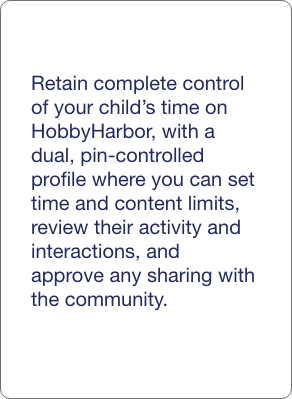 Retain complete control
of your child’s time on
HobbyHarbor, with a
dual, pin-controlled
profile where you can set
time and content limits,
review their activity and
interactions, and
approve any sharing with
the community.